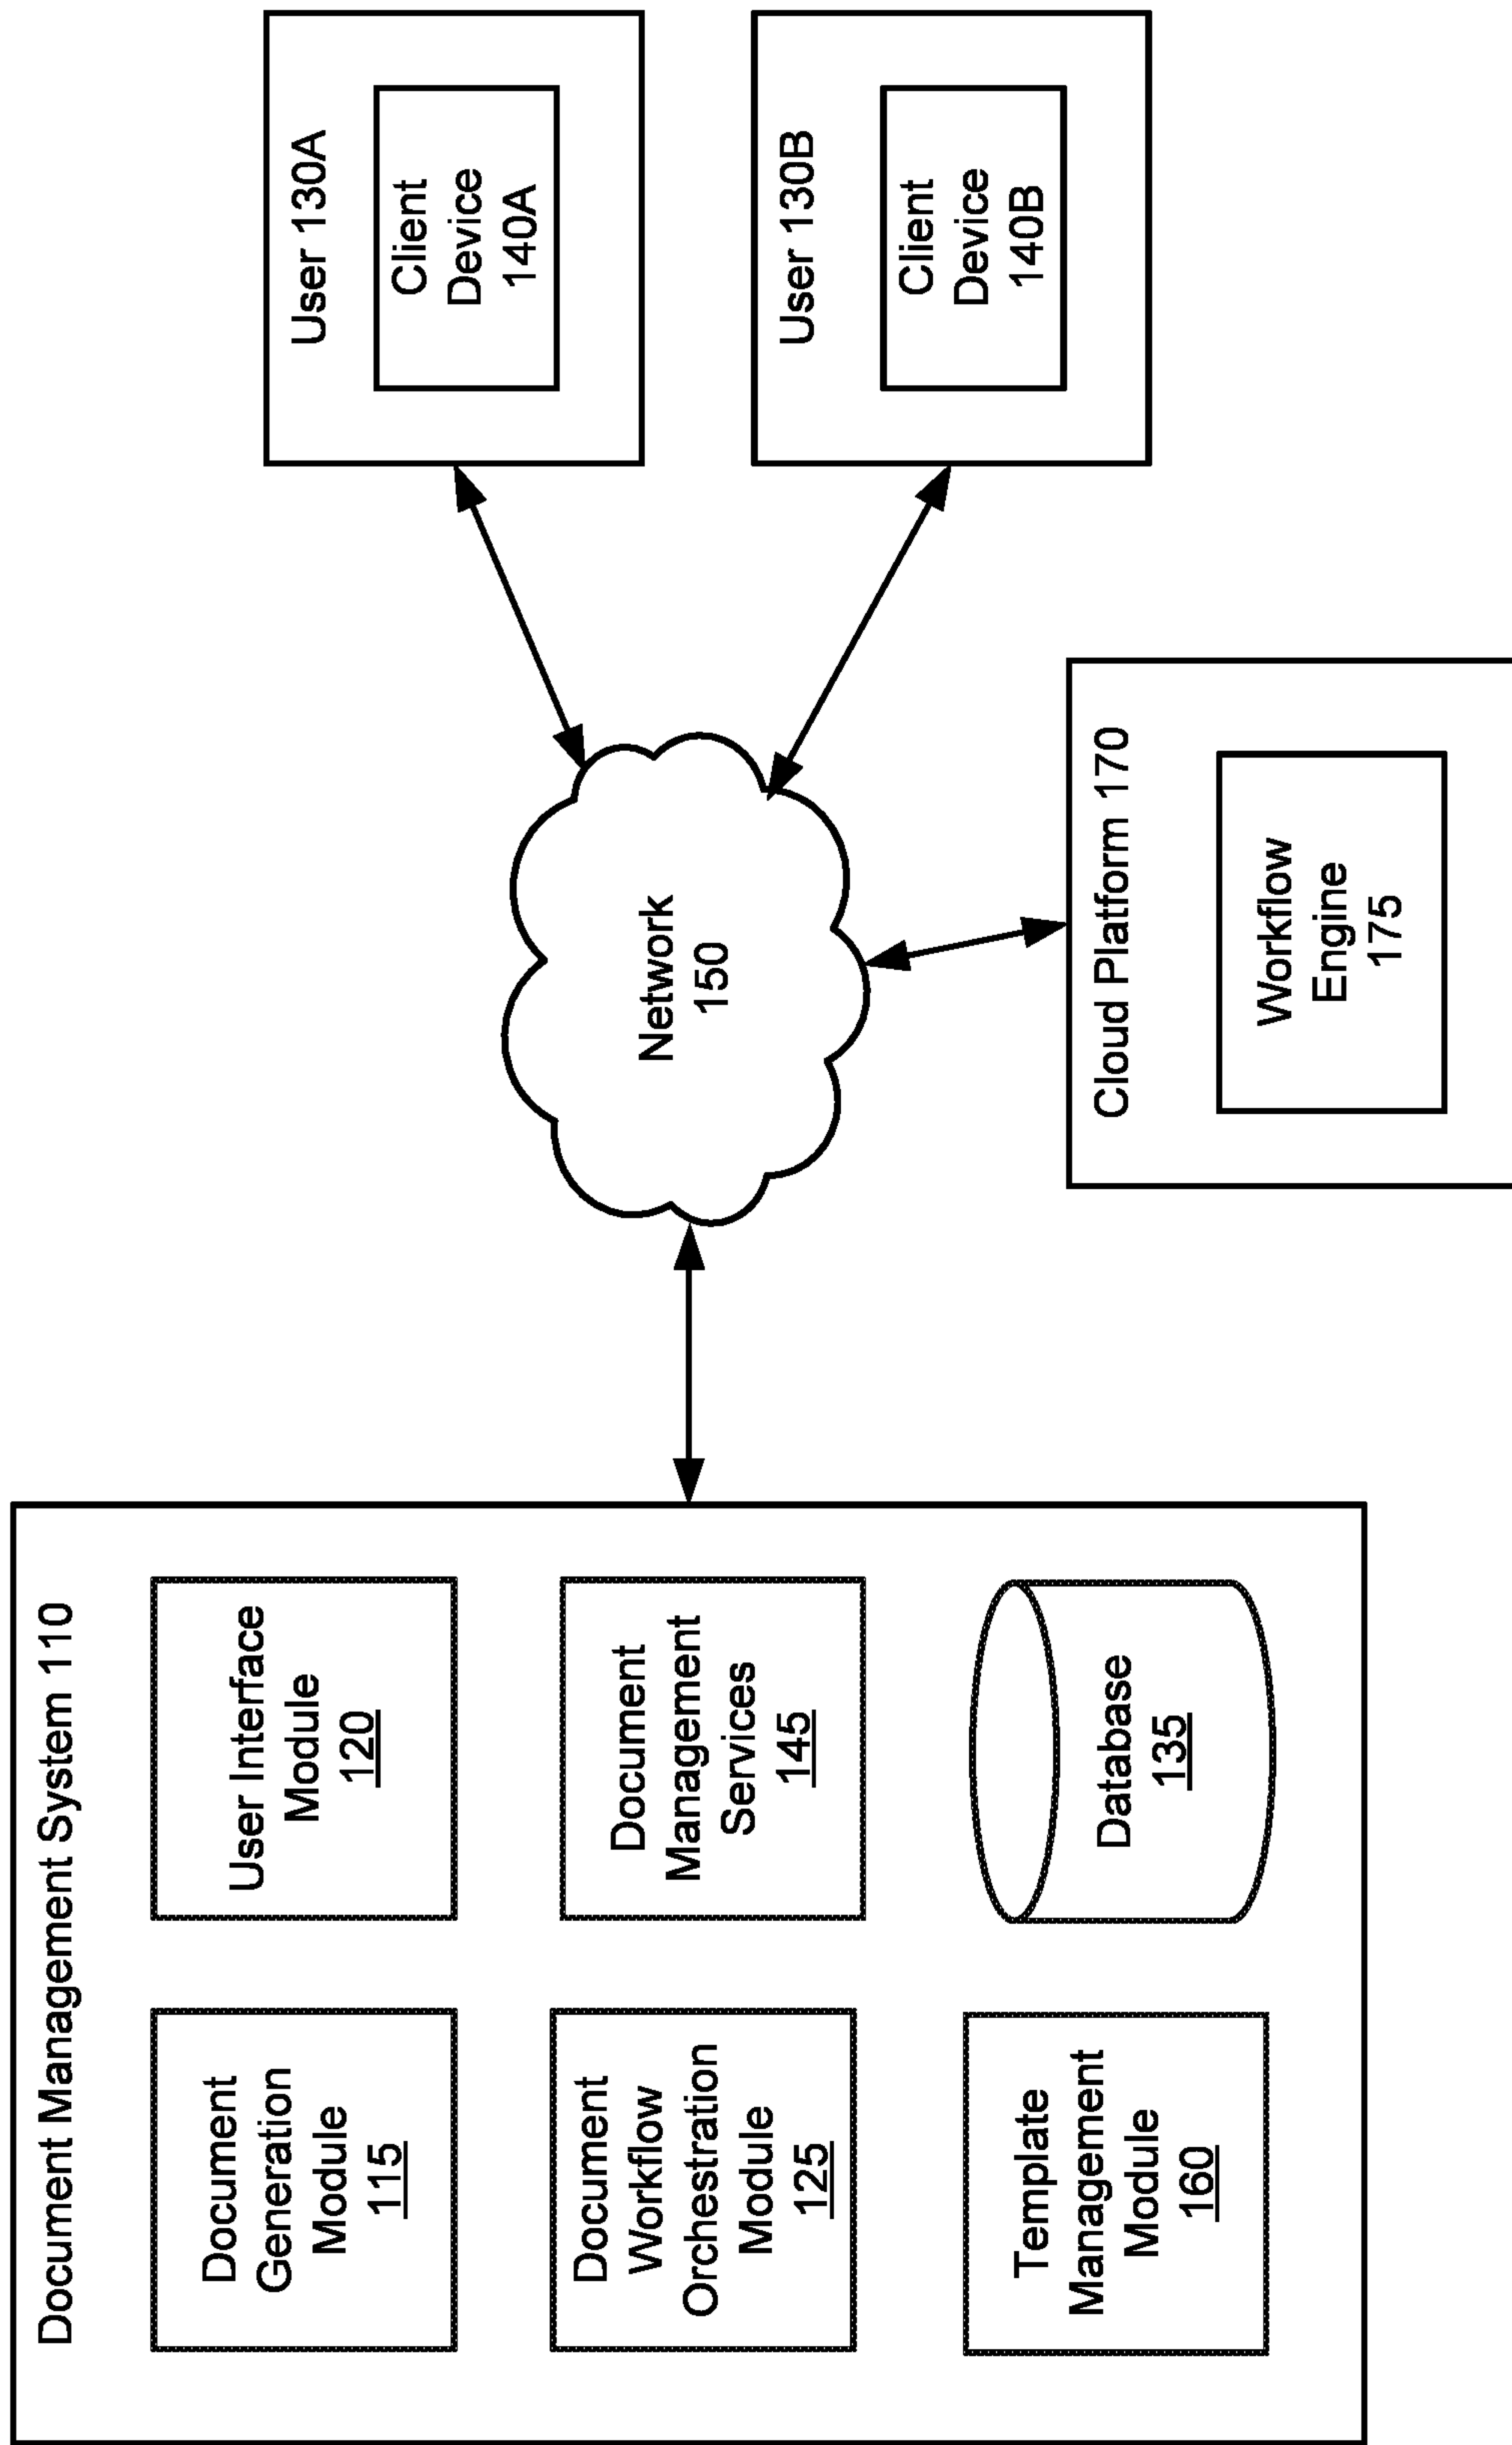 Document Management System 110
Document
Generation
Module
115
User Interface
Module
120
Document
Workflow
Orchestration
Module
125
Document
Management
Services
145
Template
Management
Module
160
Database
135
Network
150
User 130A
Client
Device
140A
User 130B
Client
Device
140B
Cloud Platform 170
Workflow
Engine
175